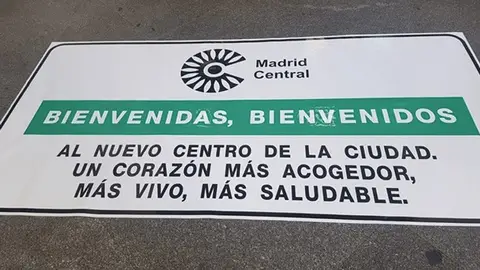 Madrid
Central
BIENVENIDAS, BIENVENIDOS
AL NUEVO CENTRO DE LA CIUDAD.
UN CORAZÓN MÁS ACOGEDOR,
MÁS VIVO, MÁS SALUDABLE.